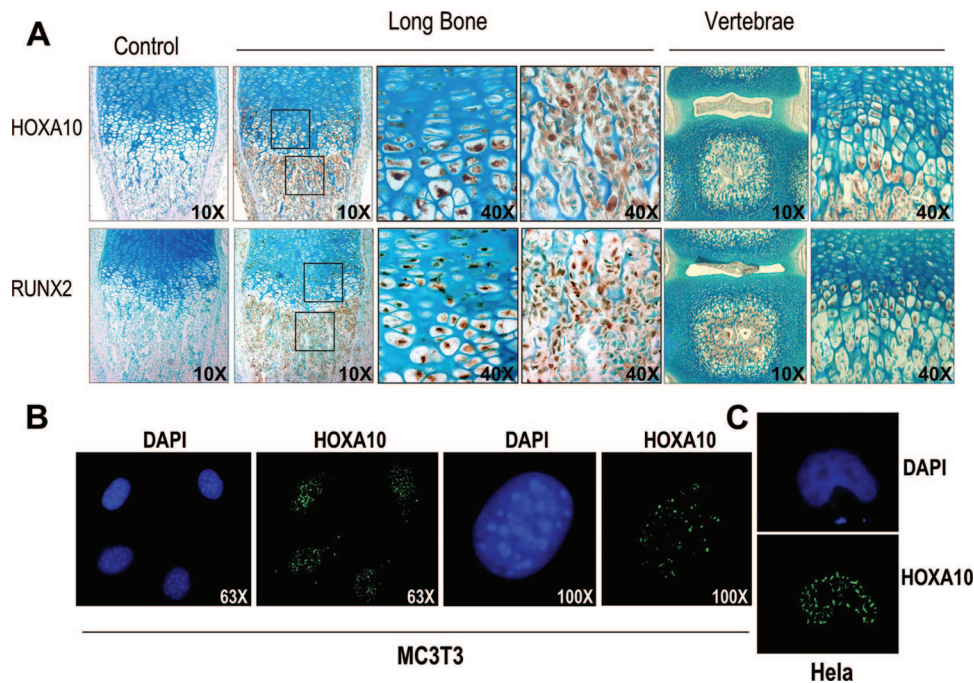 A
Control
Long Bone
Vertebrae
HOXA10
10X
10X
40X
40X
10X
40X
RUNX2
10X
10X
40X
40X
10X
40X
B
DAPI
HOXA10
DAPI
HOXA10
63X
63X
100X
100X
MC3T3
C
DAPI
HOXA10
Hela